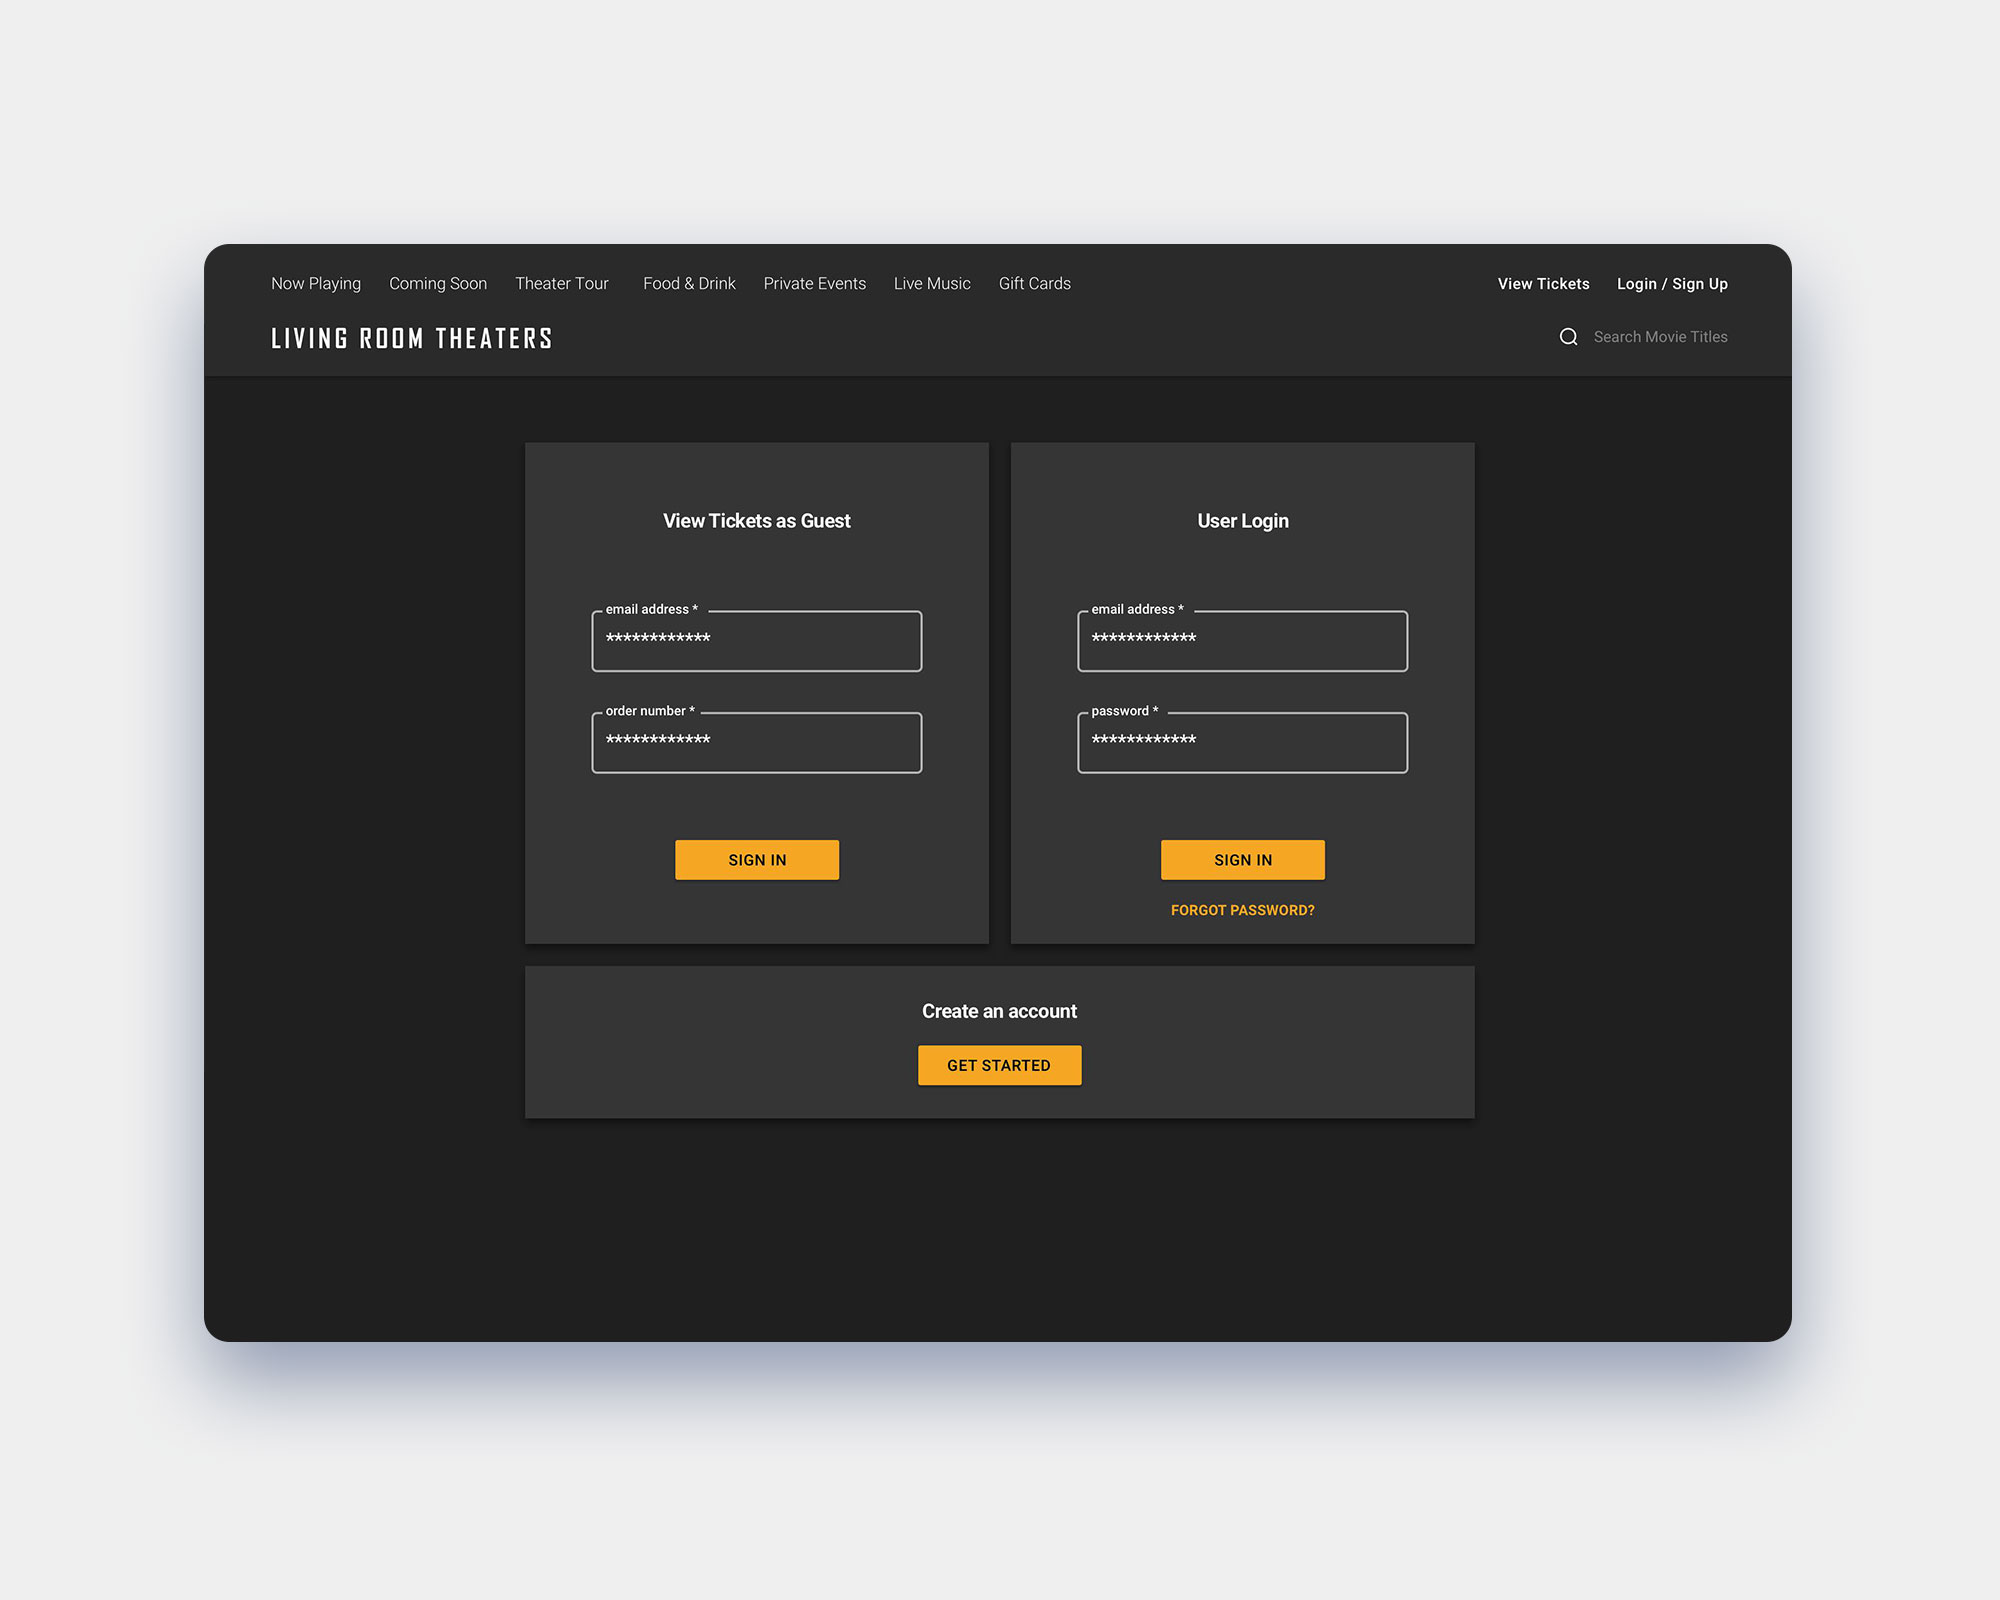 Now Playing Coming Soon Theater Tour Food & Drink Private Events Live Music Gift Cards View Tickets Login / Sign Up
LIVING ROOM THEATERS Search Movie Titles
View Tickets as Guest
email address *
************
order number *
************
SIGN IN
User Login
email address *
************
password *
************
SIGN IN
FORGOT PASSWORD?
Create an account
GET STARTED